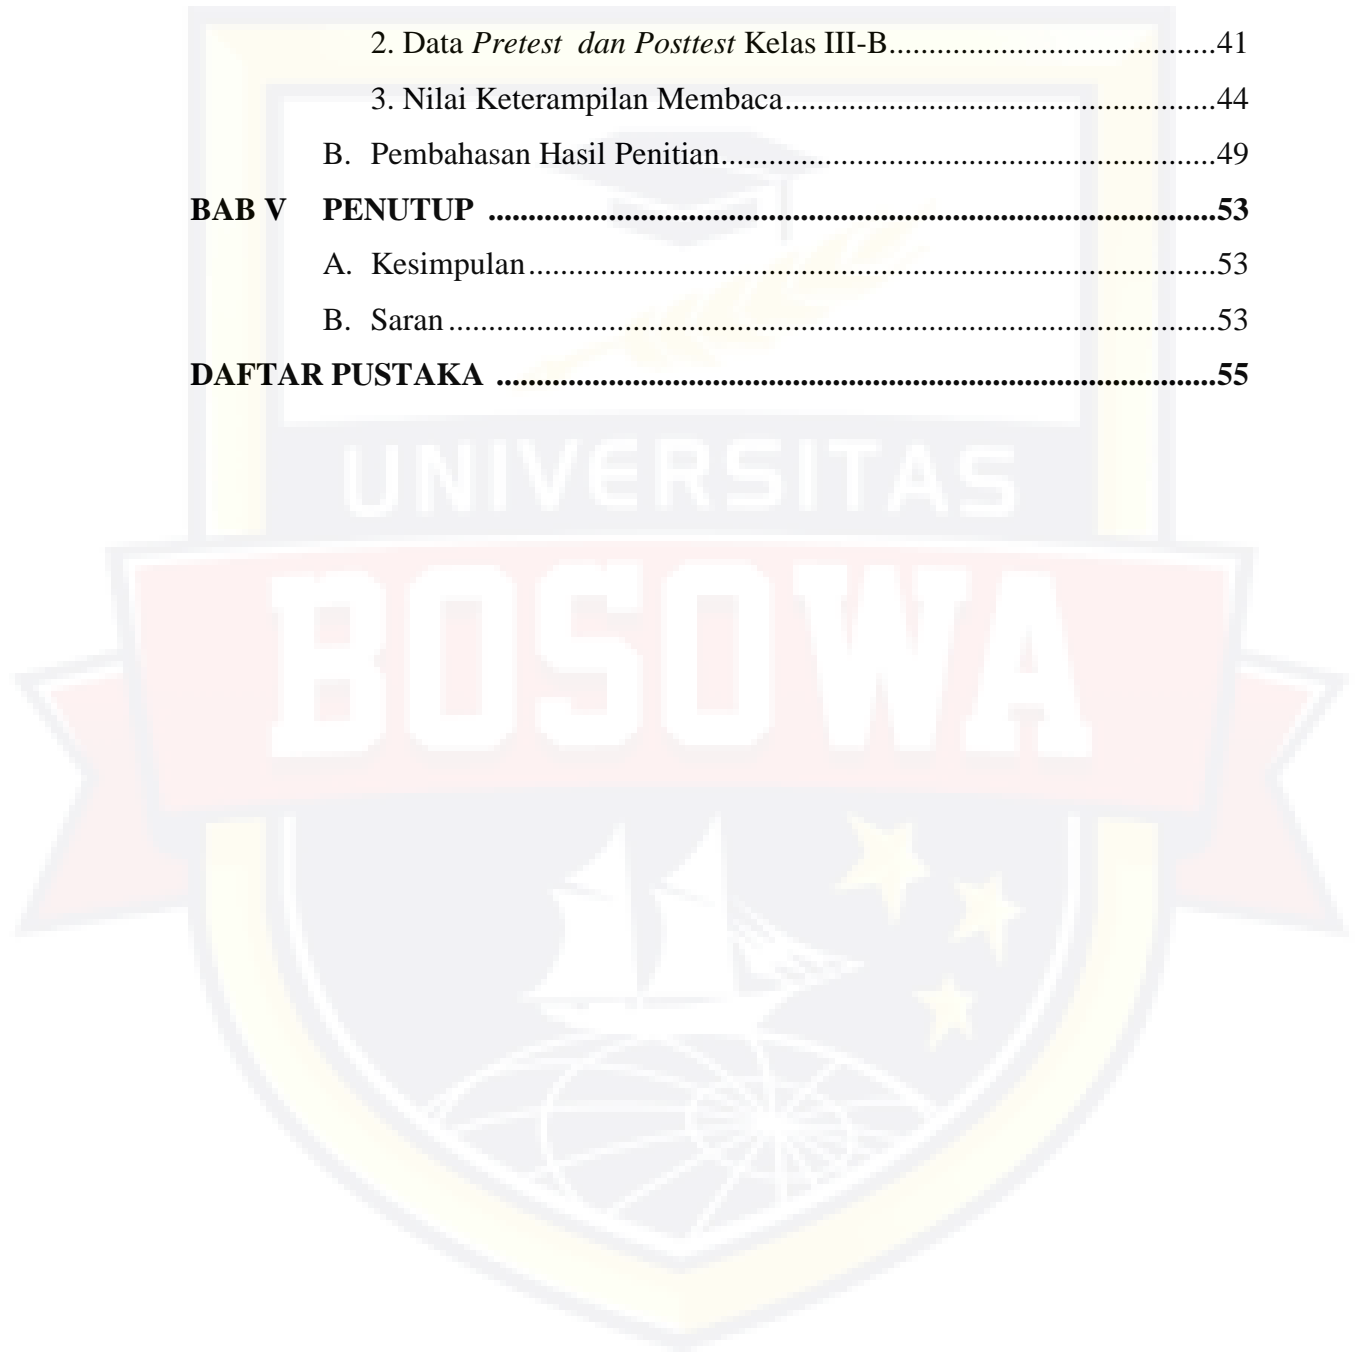 2. Data Pretest dan Posttest Kelas III-B..........................................41
3. Nilai Keterampilan Membaca.......................................................44
B. Pembahasan Hasil Penitian...............................................................49
BAB V PENUTUP ............................................................................................53
A. Kesimpulan........................................................................................53
B. Saran..................................................................................................53
DAFTAR PUSTAKA ...........................................................................................55
UNIVERSITAS
BOSOWA